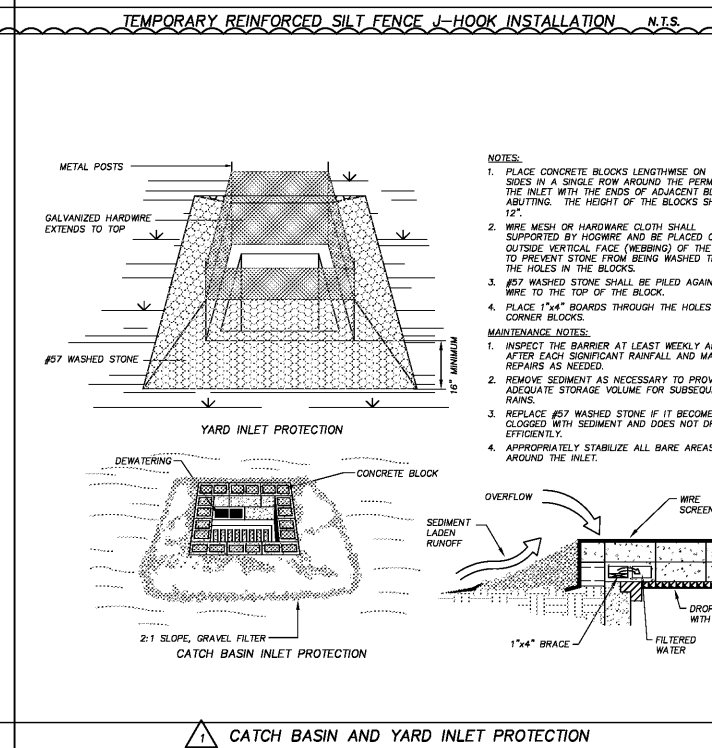 TEMPORARY REINFORCED SILT FENCE J-HOOK INSTALLATION N.T.S.
METAL POSTS
GALVANIZED HARDWIRE
EXTENDS TO TOP
#57 WASHED STONE
16" MINIMUM
YARD INLET PROTECTION
NOTES:
1. PLACE CONCRETE BLOCKS LENGTHWISE ON
SIDES IN A SINGLE ROW AROUND THE PERM
THE INLET WITH THE ENDS OF ADJACENT BL
ABUTTING. THE HEIGHT OF THE BLOCKS SH
12".
2. WIRE MESH OR HARDWARE CLOTH SHALL
SUPPORTED BY HOGWIRE AND BE PLACED O
OUTSIDE VERTICAL FACE (WEBBING) OF THE
TO PREVENT STONE FROM BEING WASHED T
THE HOLES IN THE BLOCKS.
3. #57 WASHED STONE SHALL BE PILED AGAIN
WIRE TO THE TOP OF THE BLOCK.
4. PLACE 1"x4" BOARDS THROUGH THE HOLES
CORNER BLOCKS.
MAINTENANCE NOTES:
1. INSPECT THE BARRIER AT LEAST WEEKLY A
AFTER EACH SIGNIFICANT RAINFALL AND MA
REPAIRS AS NEEDED.
2. REMOVE SEDIMENT AS NECESSARY TO PROV
ADEQUATE STORAGE VOLUME FOR SUBSEQU
RAINS.
3. REPLACE #57 WASHED STONE IF IT BECOME
CLOGGED WITH SEDIMENT AND DOES NOT DR
EFFICIENTLY.
4. APPROPRIATELY STABILIZE ALL BARE AREAS
AROUND THE INLET.
DEWATERING
CONCRETE BLOCK
2:1 SLOPE, GRAVEL FILTER
CATCH BASIN INLET PROTECTION
OVERFLOW
SEDIMENT
LADEN
RUNOFF
WIRE
SCREEN
1"x4" BRACE
DROP
WITH
FILTERED
WATER
1 CATCH BASIN AND YARD INLET PROTECTION